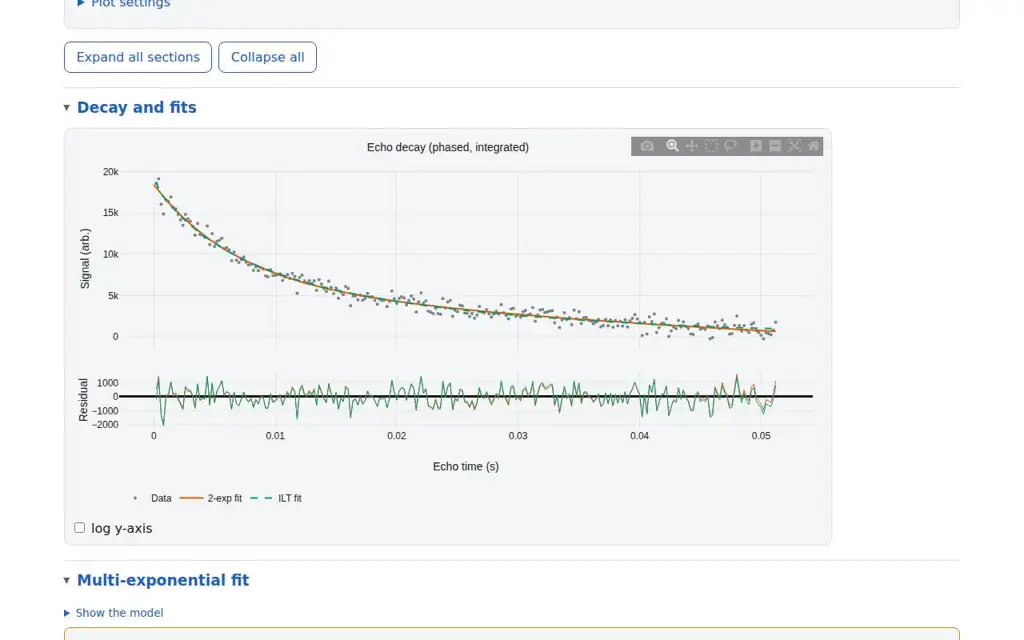 Plot settings
Expand all sections
Collapse all
Decay and fits
Echo decay (phased, integrated)
20k
15k
10k
5k
0
Signal (arb.)
1000
0
−1000
−2000
Residual
0
0.01
0.02
0.03
0.04
0.05
Echo time (s)
Data
2-exp fit
ILT fit
log y-axis
Multi-exponential fit
Show the model